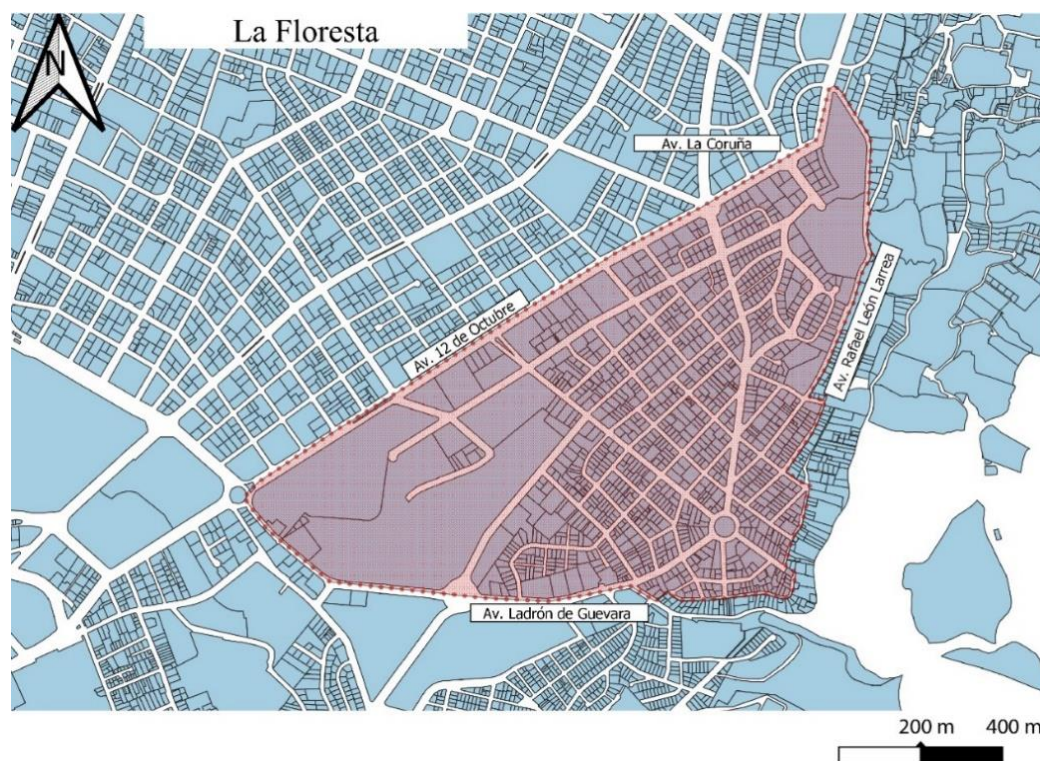 La Floresta
N
Av. La Coruña
Av. Rafael León Larrea
Av. 12 de Octubre
Av. Ladrón de Guevara
200 m 400 m